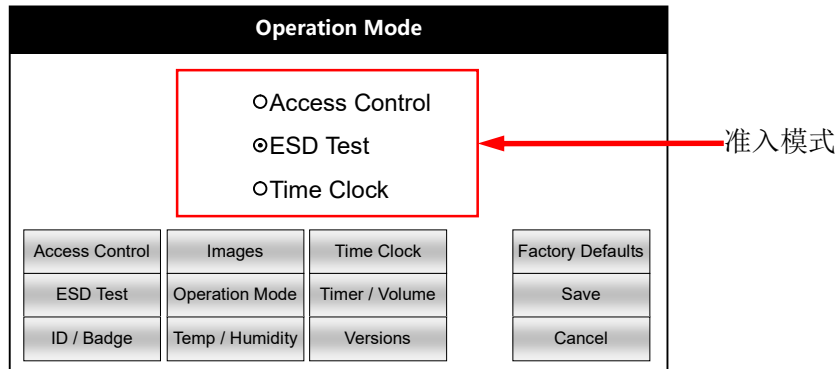 Operation Mode
Access Control
ESD Test
准入模式
Time Clock
Access Control Images Time Clock Factory Defaults
ESD Test Operation Mode Timer / Volume Save
ID / Badge Temp / Humidity Versions Cancel